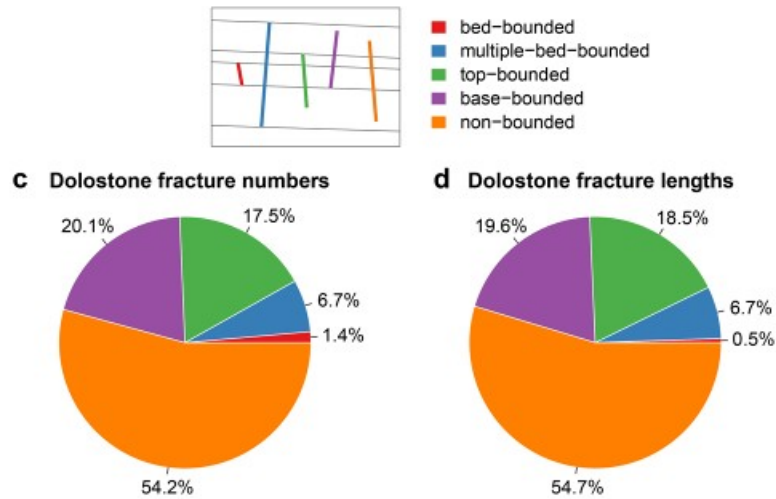 bed−bounded
multiple−bed−bounded
top−bounded
base−bounded
non−bounded
c Dolostone fracture numbers
20.1%
17.5%
6.7%
1.4%
54.2%
d Dolostone fracture lengths
19.6%
18.5%
6.7%
0.5%
54.7%